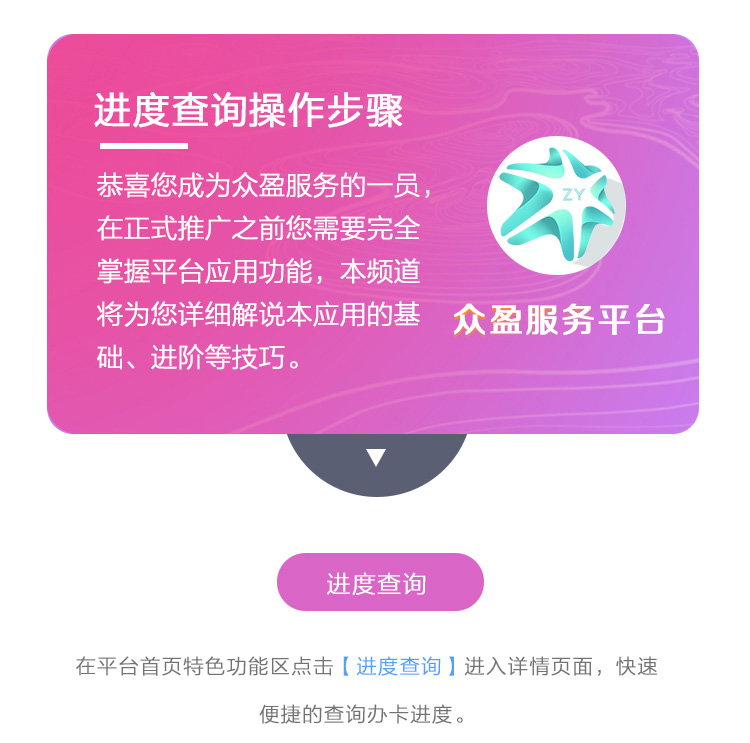 进度查询操作步骤
恭喜您成为众盈服务的一员，
在正式推广之前您需要完全
掌握平台应用功能，本频道
将为您详细解说本应用的基
础、进阶等技巧。
ZY
众盈服务平台
进度查询
在平台首页特色功能区点击【进度查询】进入详情页面，快速
便捷的查询办卡进度。